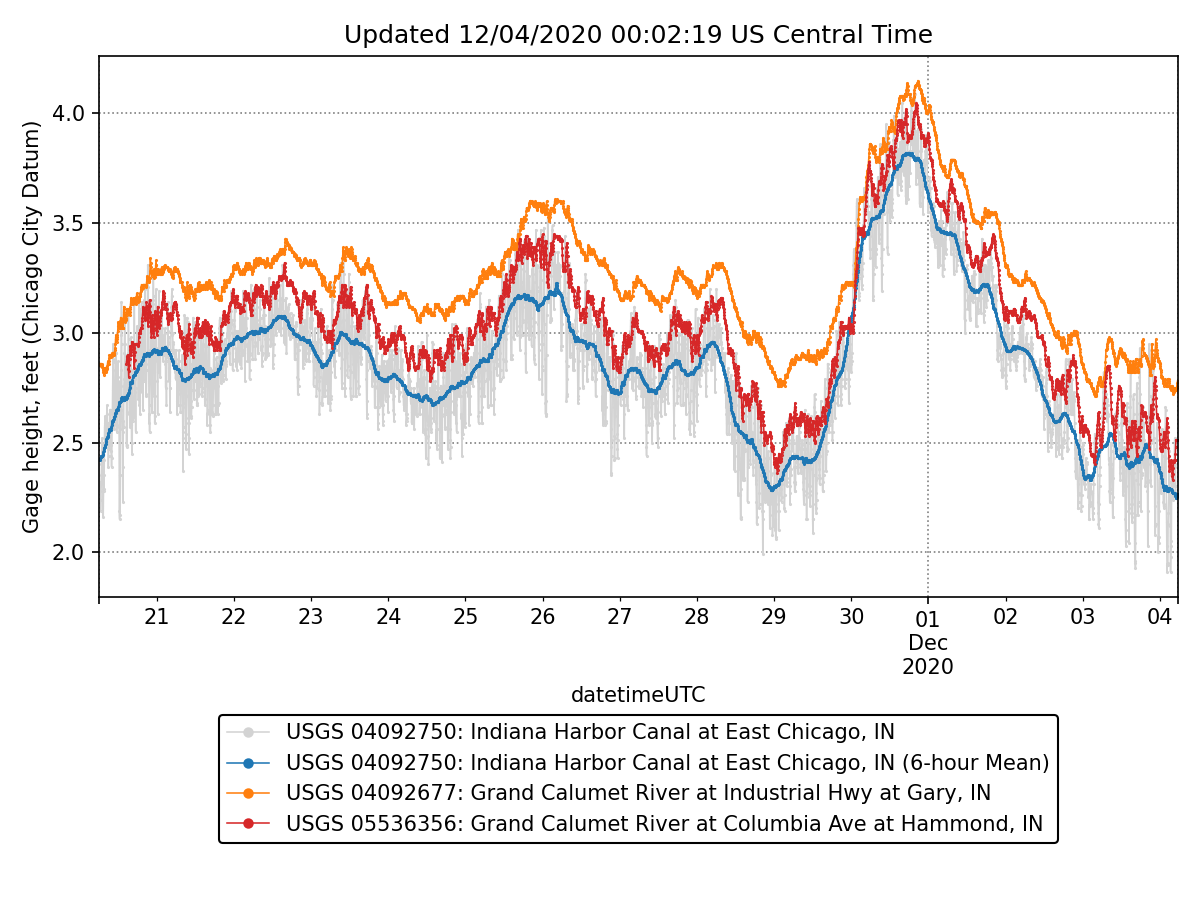 Updated 12/04/2020 00:02:19 US Central Time
Gage height, feet (Chicago City Datum)
4.0
3.5
3.0
2.5
2.0
21 22 23 24 25 26 27 28 29 30 01 02 03 04
Dec
2020
datetimeUTC
USGS 04092750: Indiana Harbor Canal at East Chicago, IN
USGS 04092750: Indiana Harbor Canal at East Chicago, IN (6-hour Mean)
USGS 04092677: Grand Calumet River at Industrial Hwy at Gary, IN
USGS 05536356: Grand Calumet River at Columbia Ave at Hammond, IN